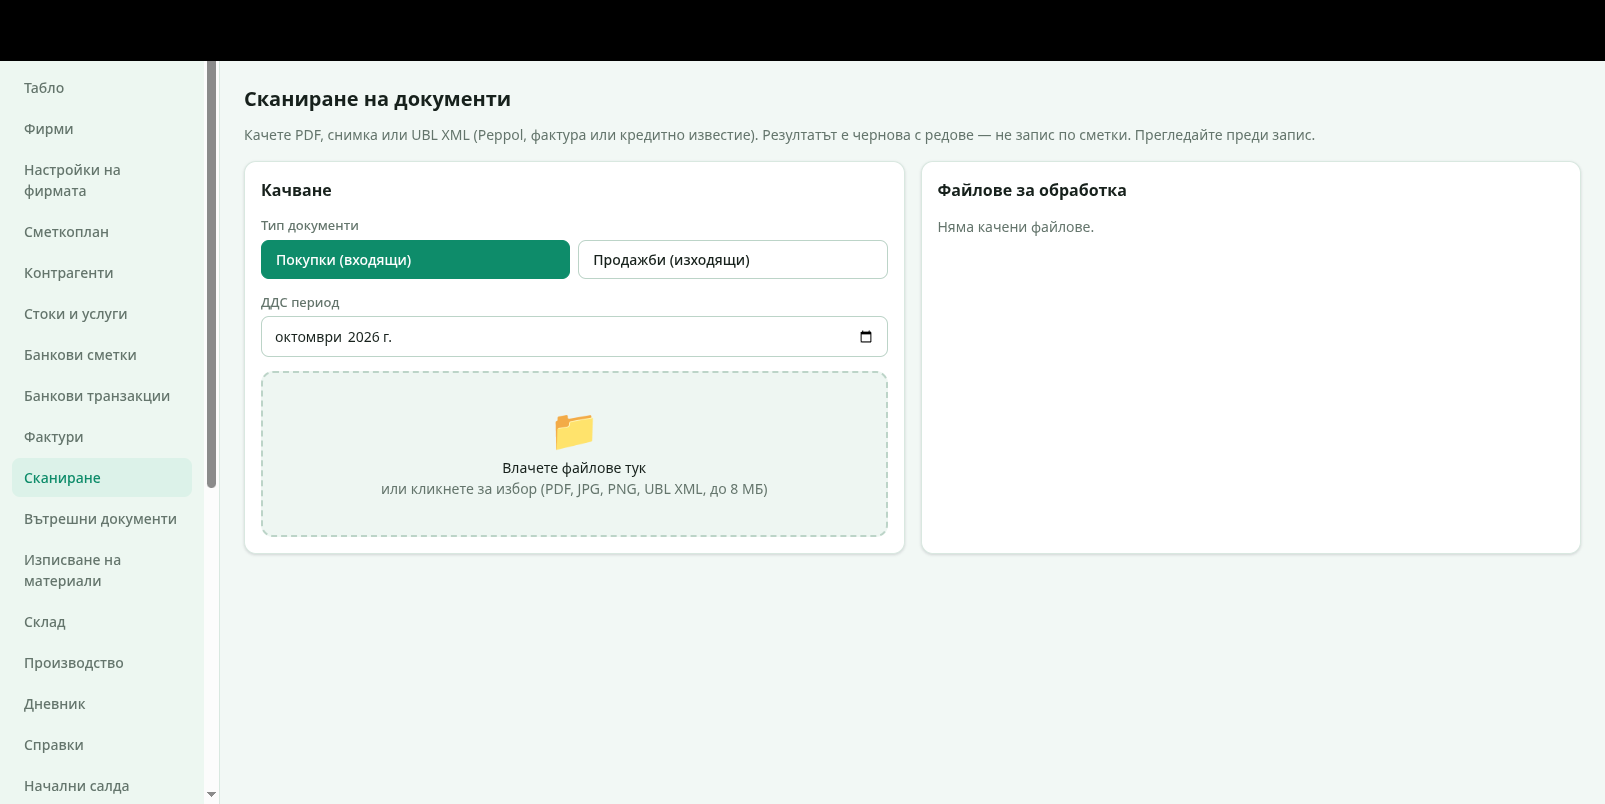 Табло
Фирми
Настройки на
фирмата
Сметкоплан
Контрагенти
Стоки и услуги
Банкови сметки
Банкови транзакции
Фактури
Сканиране
Вътрешни документи
Изписване на
материали
Склад
Производство
Дневник
Справки
Начални салда
Сканиране на документи
Качете PDF, снимка или UBL XML (Peppol, фактура или кредитно известие). Резултатът е чернова с редове — не запис по сметки. Прегледайте преди запис.
Качване
Тип документи
Покупки (входящи)
Продажби (изходящи)
ДДС период
октомври 2026 г.
Влачете файлове тук
или кликнете за избор (PDF, JPG, PNG, UBL XML, до 8 МБ)
Файлове за обработка
Няма качени файлове.